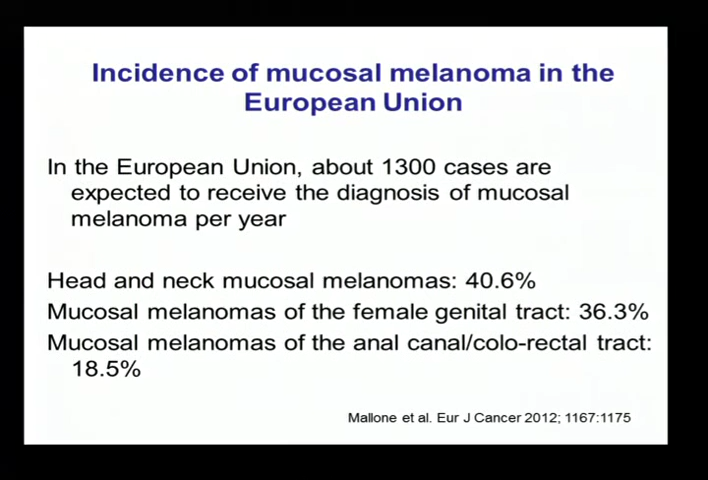 Incidence of mucosal melanoma in the
European Union
In the European Union, about 1300 cases are
expected to receive the diagnosis of mucosal
melanoma per year
Head and neck mucosal melanomas: 40.6%
Mucosal melanomas of the female genital tract: 36.3%
Mucosal melanomas of the anal canal/colo-rectal tract:
18.5%
Mallone et al. Eur J Cancer 2012; 1167:1175